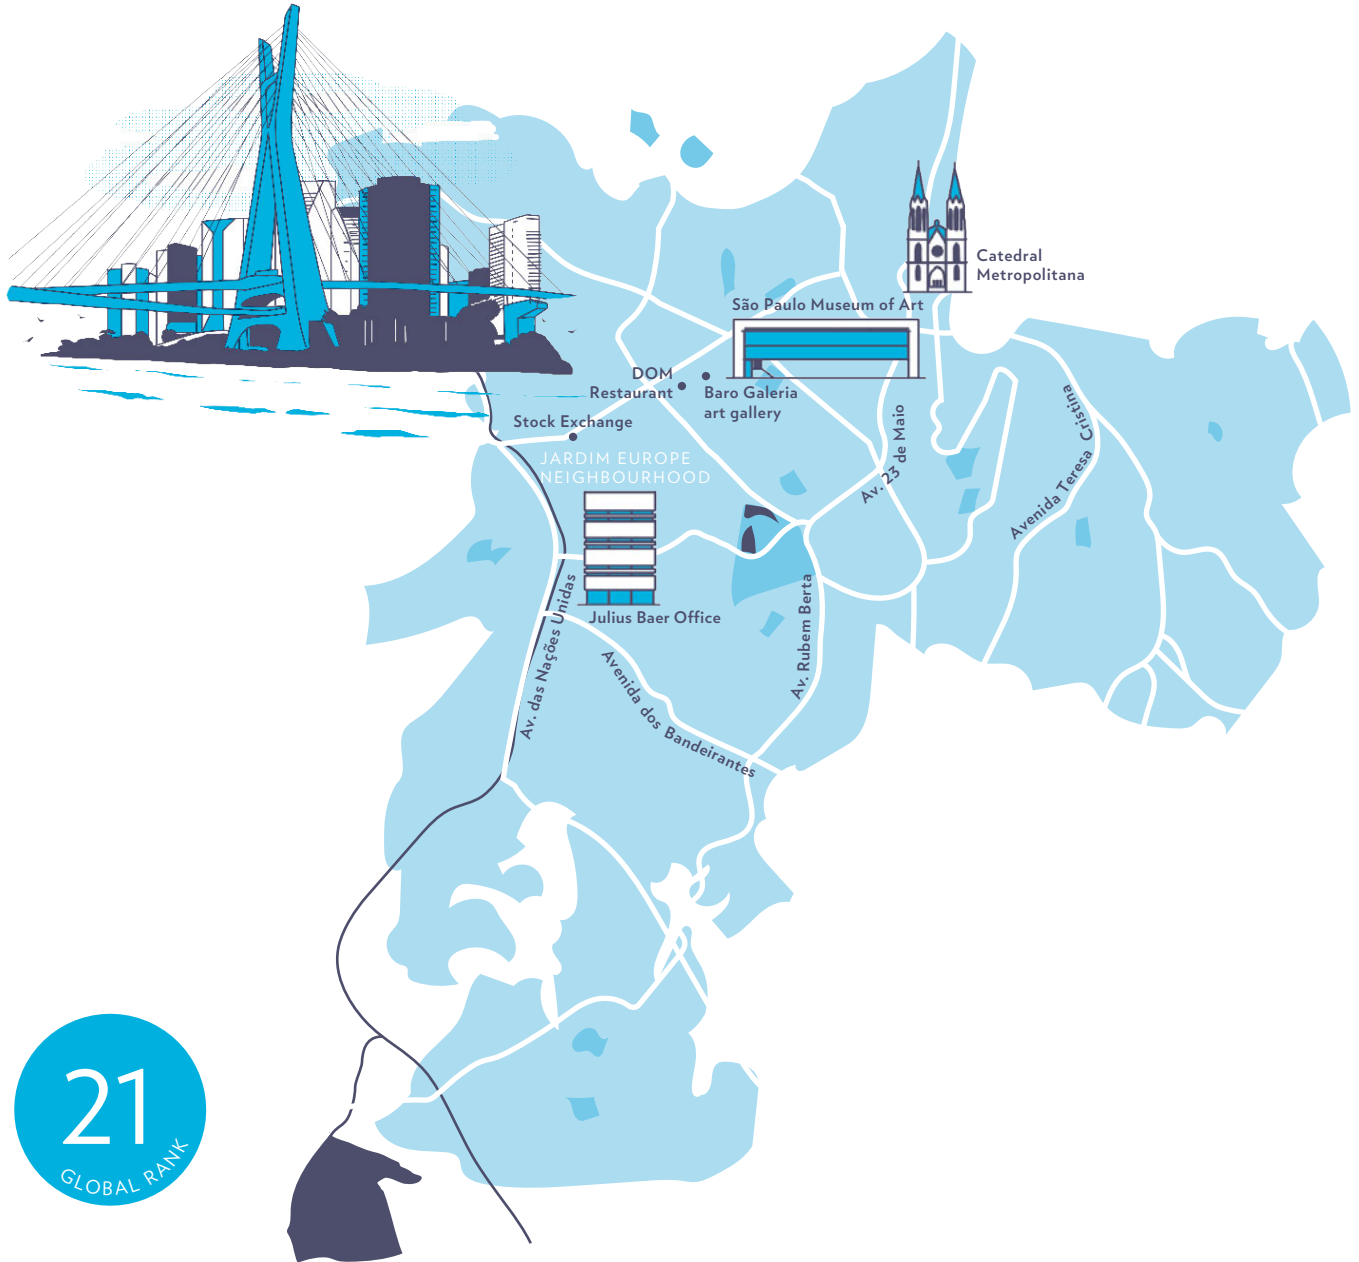 Catedral
Metropolitana
São Paulo Museum of Art
DOM
Restaurant
Baro Galeria
art gallery
Stock Exchange
JARDIM EUROPE
NEIGHBOURHOOD
Av. 23 de Maio
Avenida Teresa Cristina
Julius Baer Office
Av. das Nações Unidas
Avenida dos Bandeirantes
Av. Rubem Berta
21
GLOBAL RANK